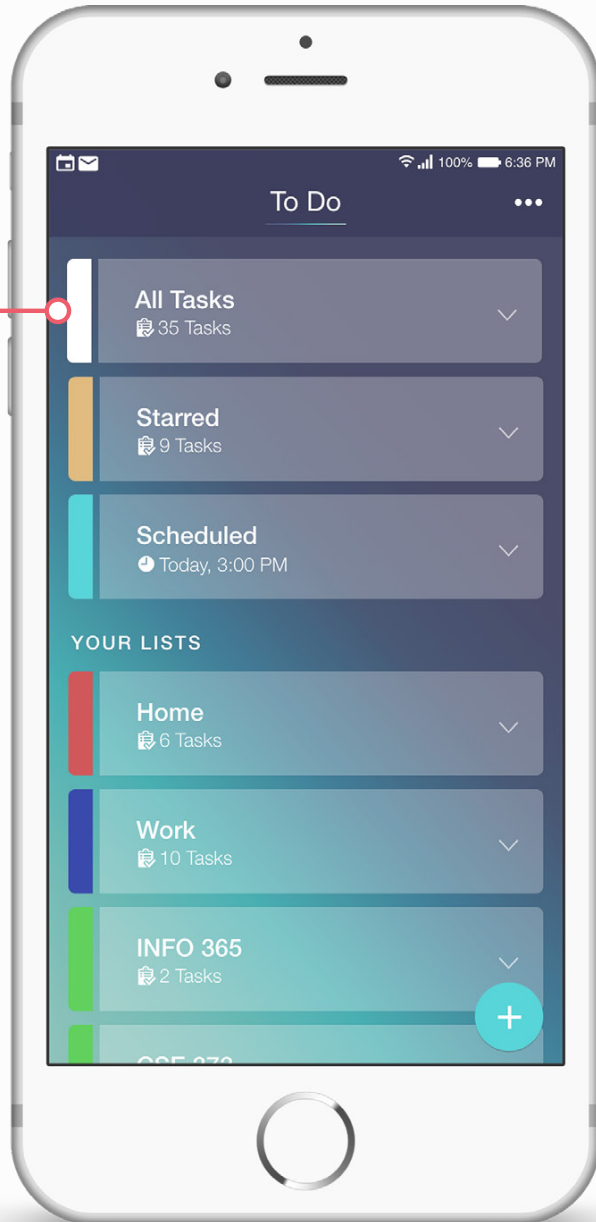 100% 6:36 PM
To Do
All Tasks
35 Tasks
Starred
9 Tasks
Scheduled
Today, 3:00 PM
YOUR LISTS
Home
6 Tasks
Work
10 Tasks
INFO 365
2 Tasks